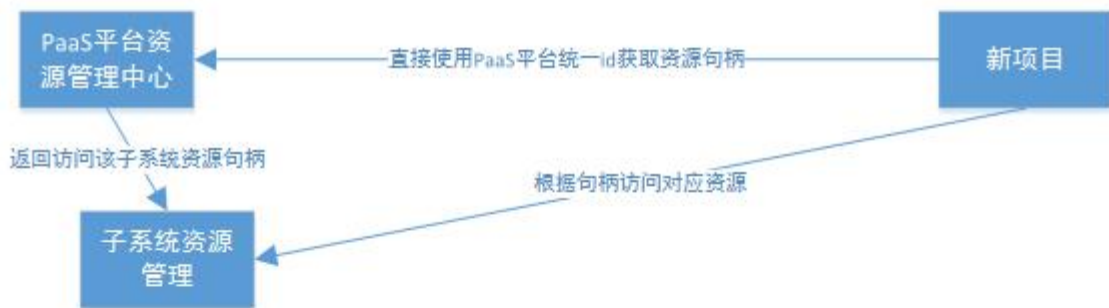 PaaS平台资
源管理中心
直接使用PaaS平台统一id获取资源句柄
新项目
返回访问该子系统资源句柄
根据句柄访问对应资源
子系统资源
管理